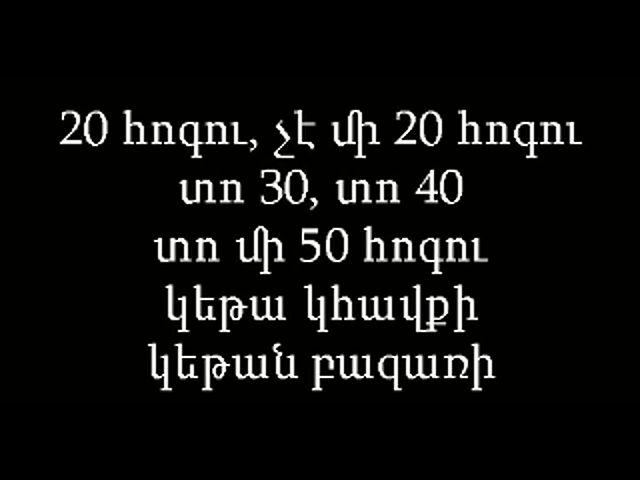 20 հոգու, չէ մի 20 հոգու
տո 30, տո 40
տո մի 50 հոգու
կեթա կհավքի
կեթան բազառի